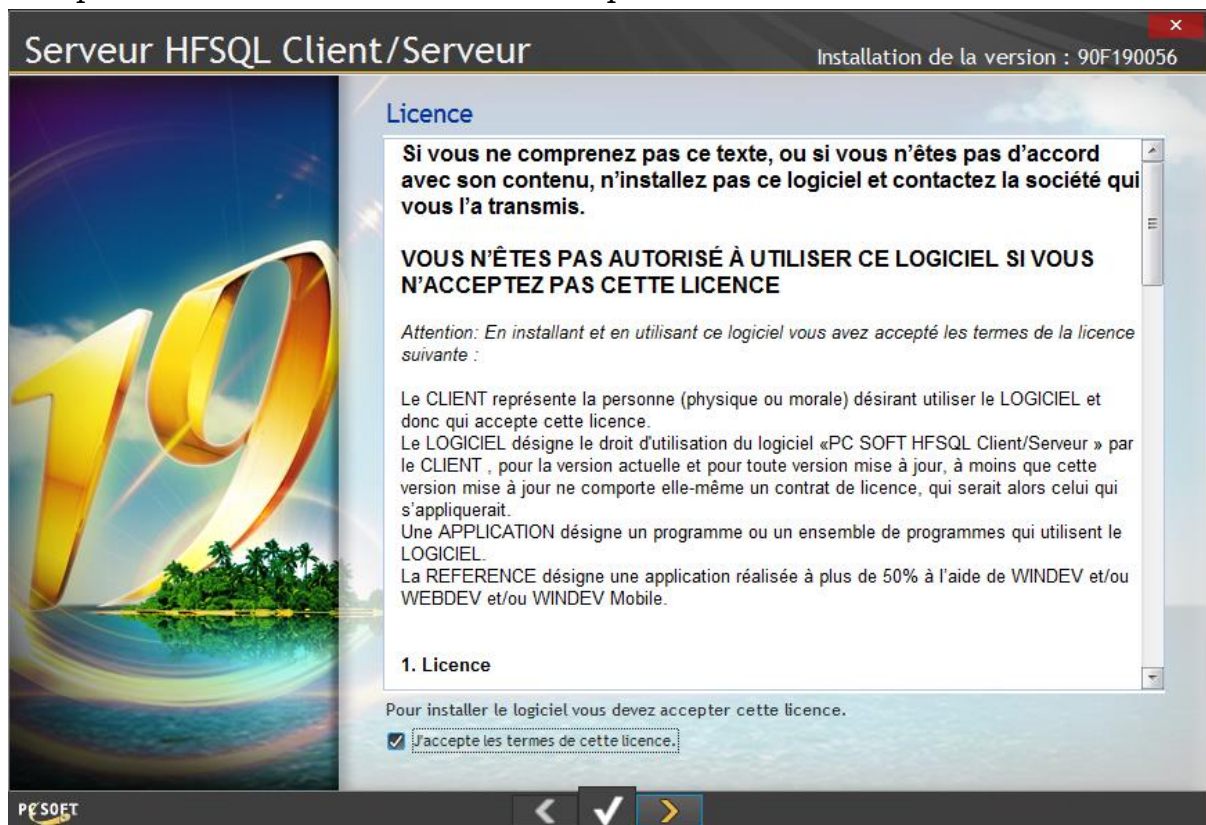 Serveur HFSQL Client/Serveur
Installation de la version : 90F190056
Licence
Si vous ne comprenez pas ce texte, ou si vous n’êtes pas d’accord
avec son contenu, n’installez pas ce logiciel et contactez la société qui
vous l’a transmis.
VOUS N’ÊTES PAS AUTORISÉ À UTILISER CE LOGICIEL SI VOUS
N’ACCEPTEZ PAS CETTE LICENCE
Attention: En installant et en utilisant ce logiciel vous avez accepté les termes de la licence
suivante :
Le CLIENT représente la personne (physique ou morale) désirant utiliser le LOGICIEL et
donc qui accepte cette licence.
Le LOGICIEL désigne le droit d'utilisation du logiciel «PC SOFT HFSQL Client/Serveur » par
le CLIENT , pour la version actuelle et pour toute version mise à jour, à moins que cette
version mise à jour ne comporte elle-même un contrat de licence, qui serait alors celui qui
s’appliquerait.
Une APPLICATION désigne un programme ou un ensemble de programmes qui utilisent le
LOGICIEL.
La REFERENCE désigne une application réalisée à plus de 50% à l’aide de WINDEV et/ou
WEBDEV et/ou WINDEV Mobile.
1. Licence
Pour installer le logiciel vous devez accepter cette licence.
J'accepte les termes de cette licence.
19
PC SOFT